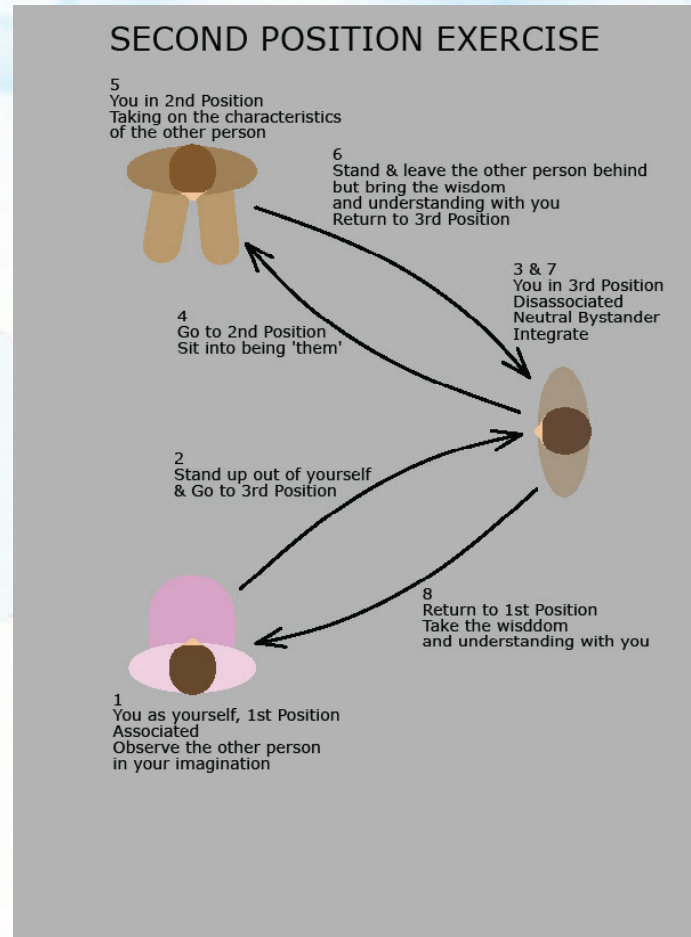 SECOND POSITION EXERCISE
5
You in 2nd Position
Taking on the characteristics
of the other person
6
Stand & leave the other person behind
but bring the wisdom
and understanding with you
Return to 3rd Position
3 & 7
You in 3rd Position
Disassociated
Neutral Bystander
Integrate
4
Go to 2nd Position
Sit into being 'them'
2
Stand up out of yourself
& Go to 3rd Position
8
Return to 1st Position
Take the wisddom
and understanding with you
1
You as yourself, 1st Position
Associated
Observe the other person
in your imagination